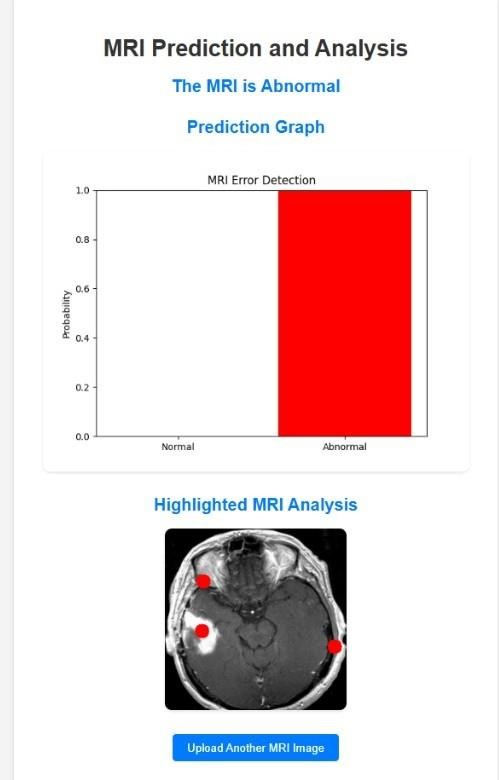 MRI Prediction and Analysis
The MRI is Abnormal
Prediction Graph
MRI Error Detection
1.0
0.8
0.6
0.4
0.2
0.0
Probability
Normal Abnormal
Highlighted MRI Analysis
Upload Another MRI Image